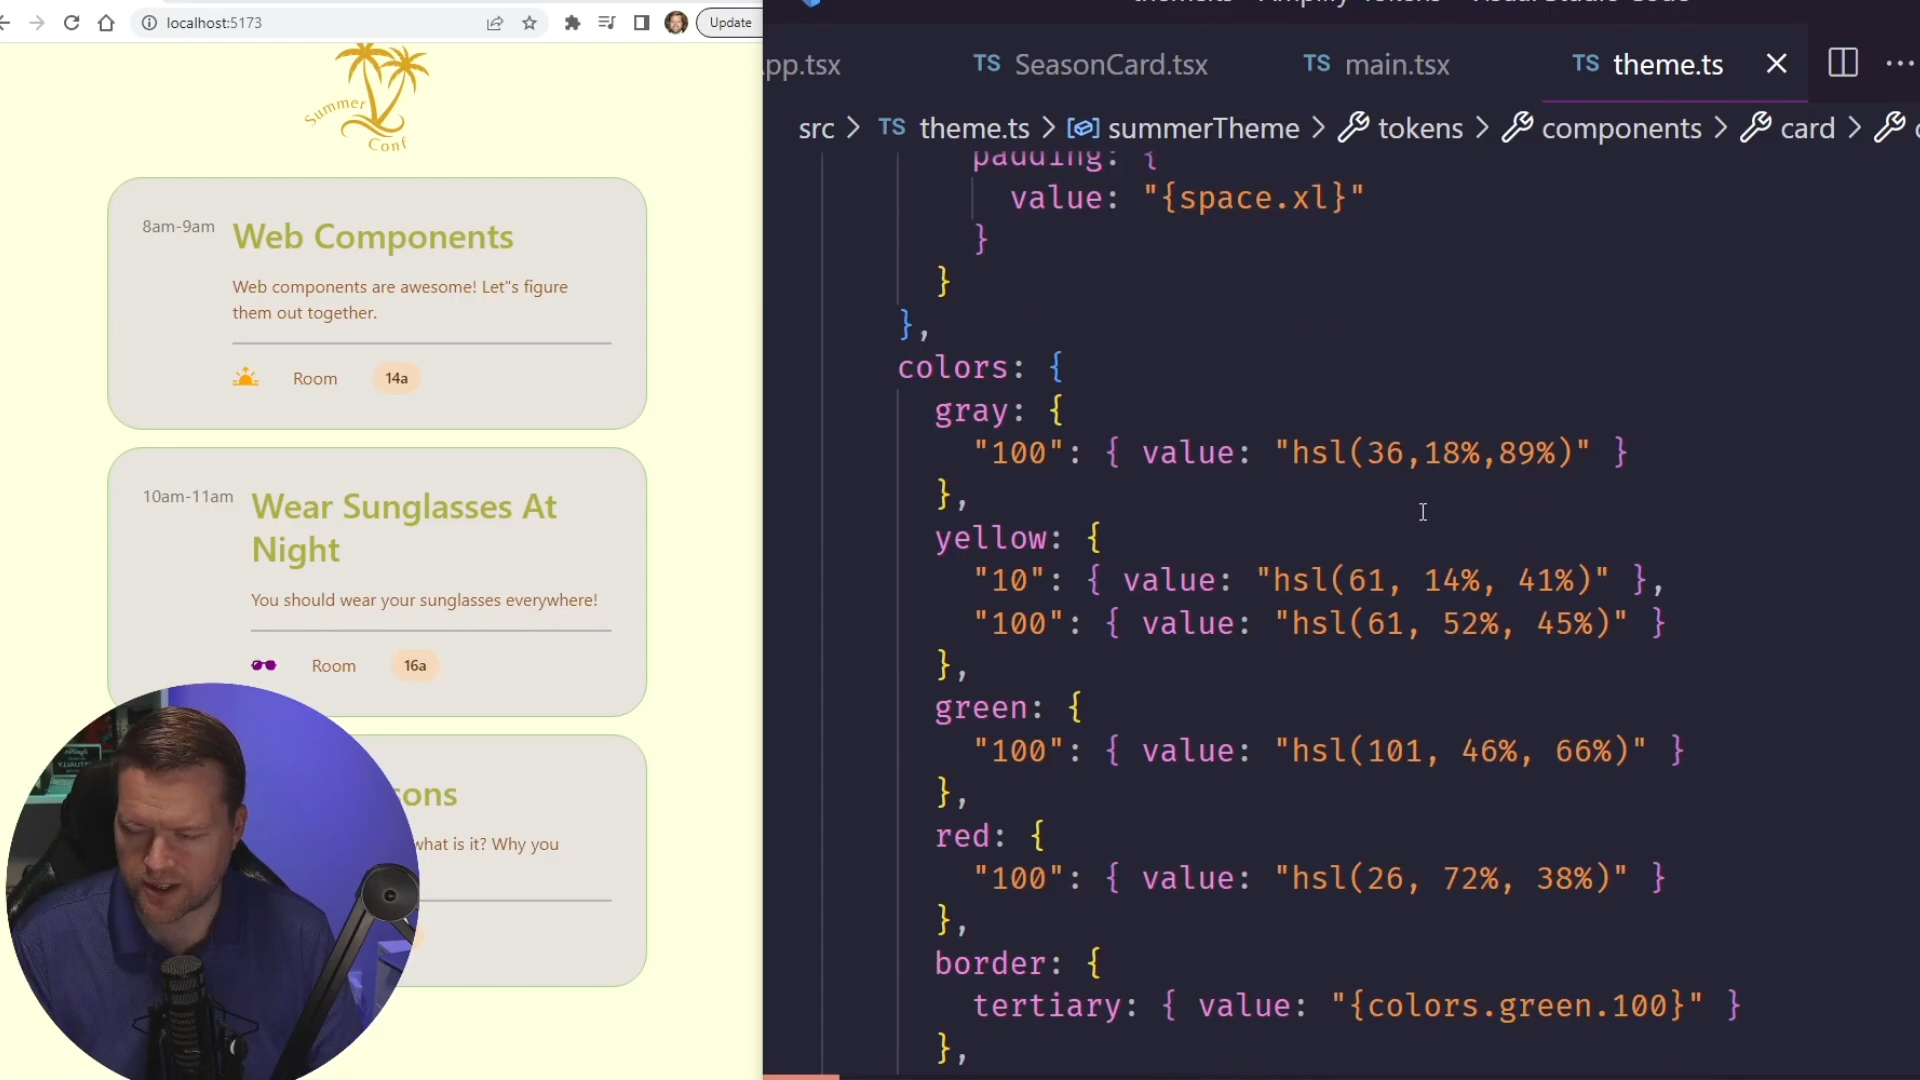 localhost:5173
Update
Summer
Conf
8am-9am
Web Components
Web components are awesome! Let"s figure
them out together.
Room
14a
10am-11am
Wear Sunglasses At
Night
You should wear your sunglasses everywhere!
Room
16a
sons
what is it? Why you
pp.tsx
TS SeasonCard.tsx
TS main.tsx
TS theme.ts
src > TS theme.ts > summerTheme > tokens > components > card >
padding: {
value: "{space.xl}"
}
}
},
colors: {
gray: {
"100": { value: "hsl(36,18%,89%)" }
},
yellow: {
"10": { value: "hsl(61, 14%, 41%)" },
"100": { value: "hsl(61, 52%, 45%)" }
},
green: {
"100": { value: "hsl(101, 46%, 66%)" }
},
red: {
"100": { value: "hsl(26, 72%, 38%)" }
},
border: {
tertiary: { value: "{colors.green.100}" }
},